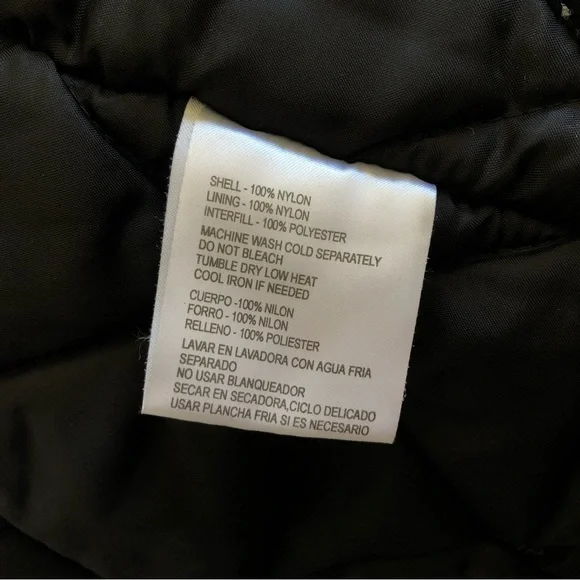 SHELL - 100% NYLON
LINING - 100% NYLON
INTERFILL - 100% POLYESTER
MACHINE WASH COLD SEPARATELY
DO NOT BLEACH
TUMBLE DRY LOW HEAT
COOL IRON IF NEEDED
CUERPO -100% NILON
FORRO - 100% NILON
RELLENO - 100% POLIESTER
LAVAR EN LAVADORA CON AGUA FRIA
SEPARADO
NO USAR BLANQUEADOR
SECAR EN SECADORA,CICLO DELICADO
USAR PLANCHA FRIA SI ES NECESARIO